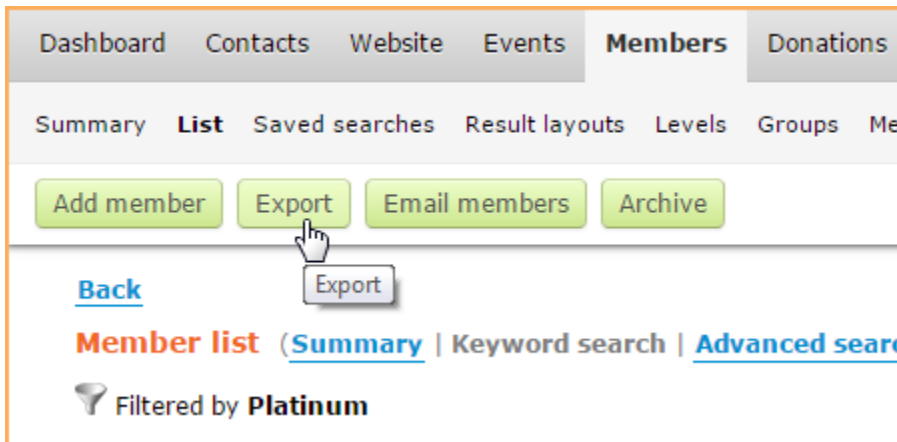 Dashboard Contacts Website Events Members Donations
Summary List Saved searches Result layouts Levels Groups
Add member Export Email members Archive
Export
Back
Member list (Summary | Keyword search | Advanced
Filtered by Platinum